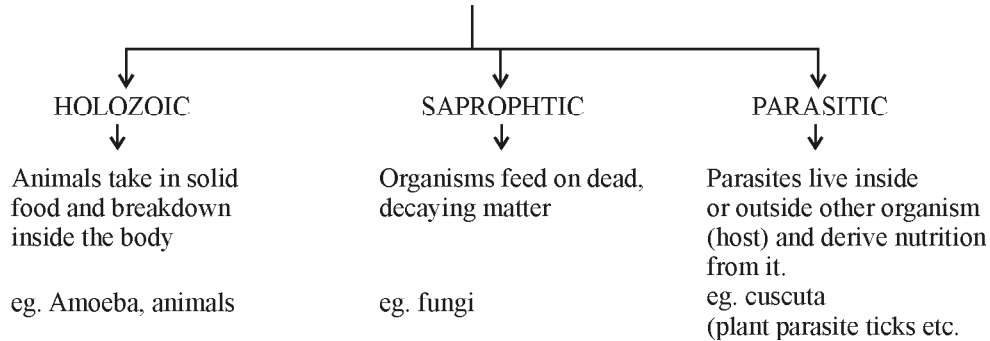 HOLOZOIC
SAPROPHTIC
PARASITIC
Animals take in solid
food and breakdown
inside the body
eg. Amoeba, animals
Organisms feed on dead,
decaying matter
eg. fungi
Parasites live inside
or outside other organism
(host) and derive nutrition
from it.
eg. cuscuta
(plant parasite ticks etc.